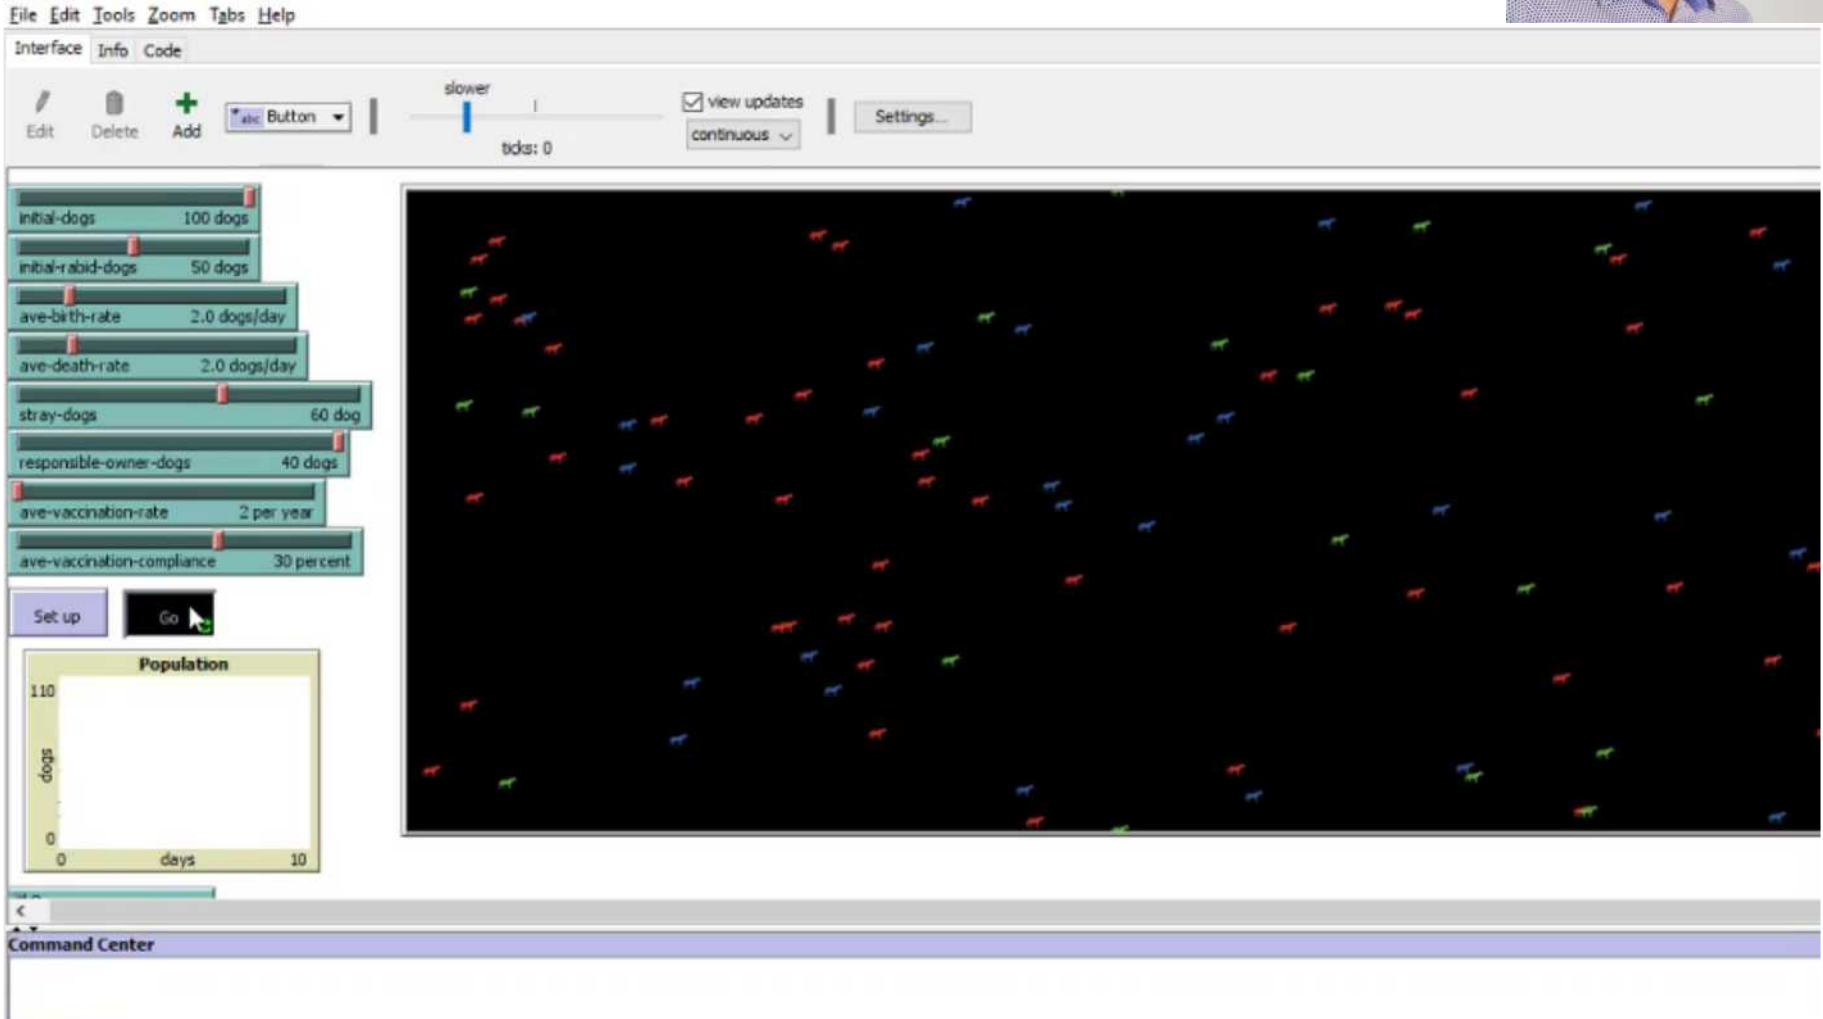 File Edit Tools Zoom Tabs Help
Interface Info Code
slower
view updates
Edit Delete Add abc Button continuous Settings...
ticks: 0
initial-dogs 100 dogs
initial-rabid-dogs 50 dogs
ave-birth-rate 2.0 dogs/day
ave-death-rate 2.0 dogs/day
stray-dogs 60 dog
responsible-owner-dogs 40 dogs
ave-vaccination-rate 2 per year
ave-vaccination-compliance 30 percent
Set up Go
Population
110
dogs
0
0 days 10
Command Center